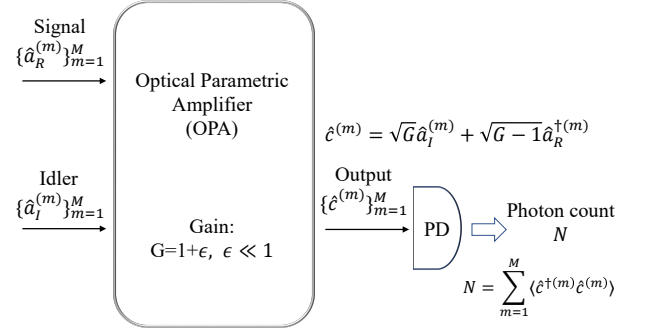 Signal
{â_R^(m)}_{m=1}^M
Optical Parametric
Amplifier
(OPA)
ĉ^(m) = √G â_I^(m) + √(G − 1) â_R^†(m)
Idler
{â_I^(m)}_{m=1}^M
Output
{ĉ^(m)}_{m=1}^M
Gain:
G=1+ϵ, ϵ ≪ 1
PD
Photon count
N
N = ∑_{m=1}^{M} ⟨ĉ^†(m) ĉ^(m)⟩